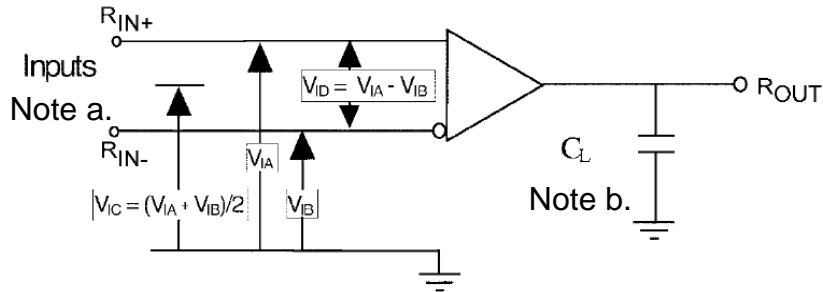 RIN+
Inputs
Note a.
RIN-
VID = VIA - VIB
VIA
VIC = (VIA + VIB)/2
VIB
ROUT
CL
Note b.